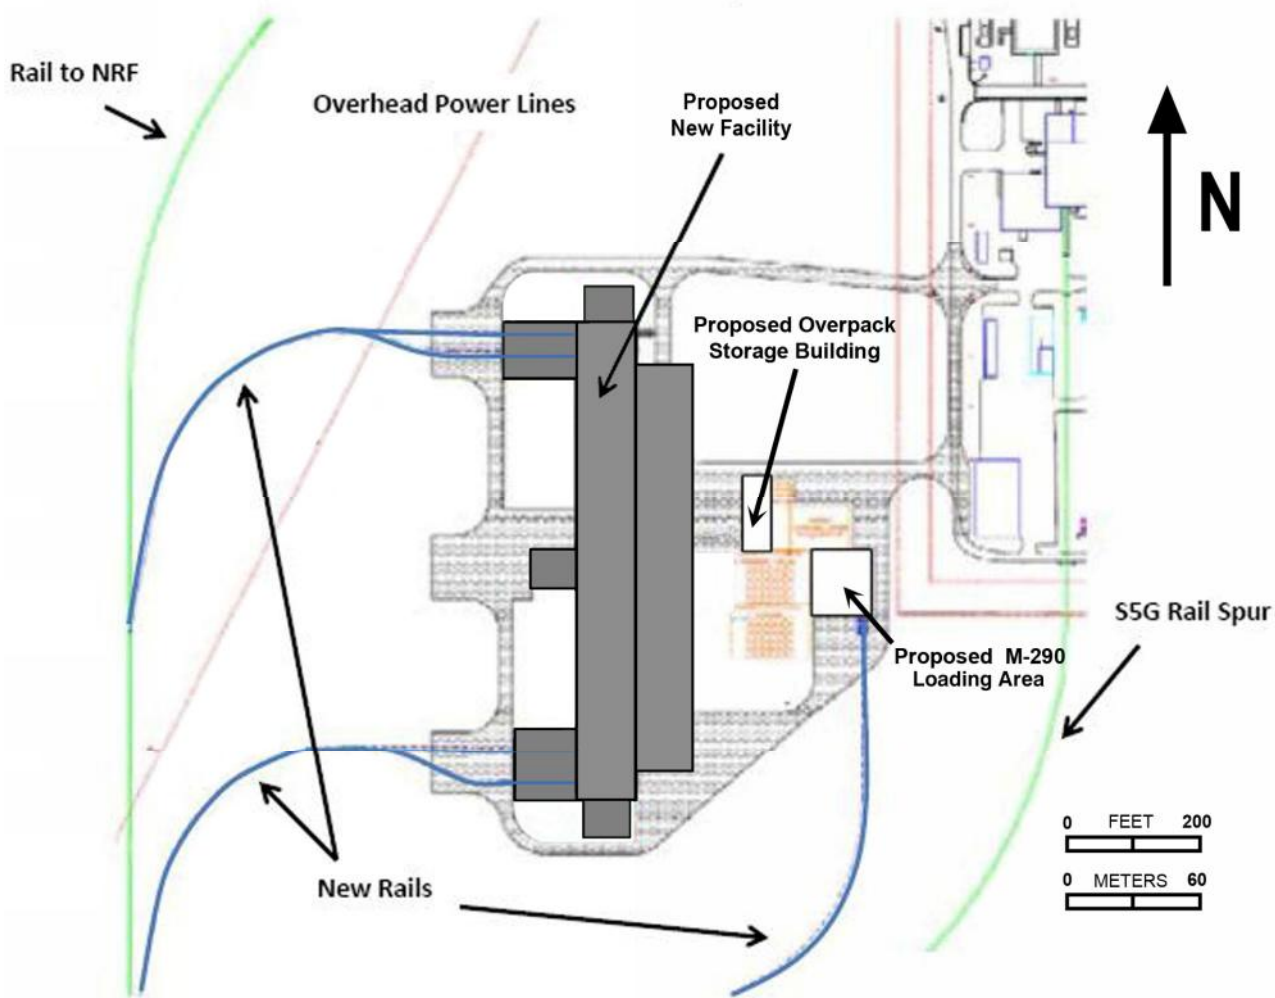 Rail to NRF
Overhead Power Lines
Proposed
New Facility
N
Proposed Overpack
Storage Building
S5G Rail Spur
Proposed M-290
Loading Area
New Rails
0 FEET 200
0 METERS 60